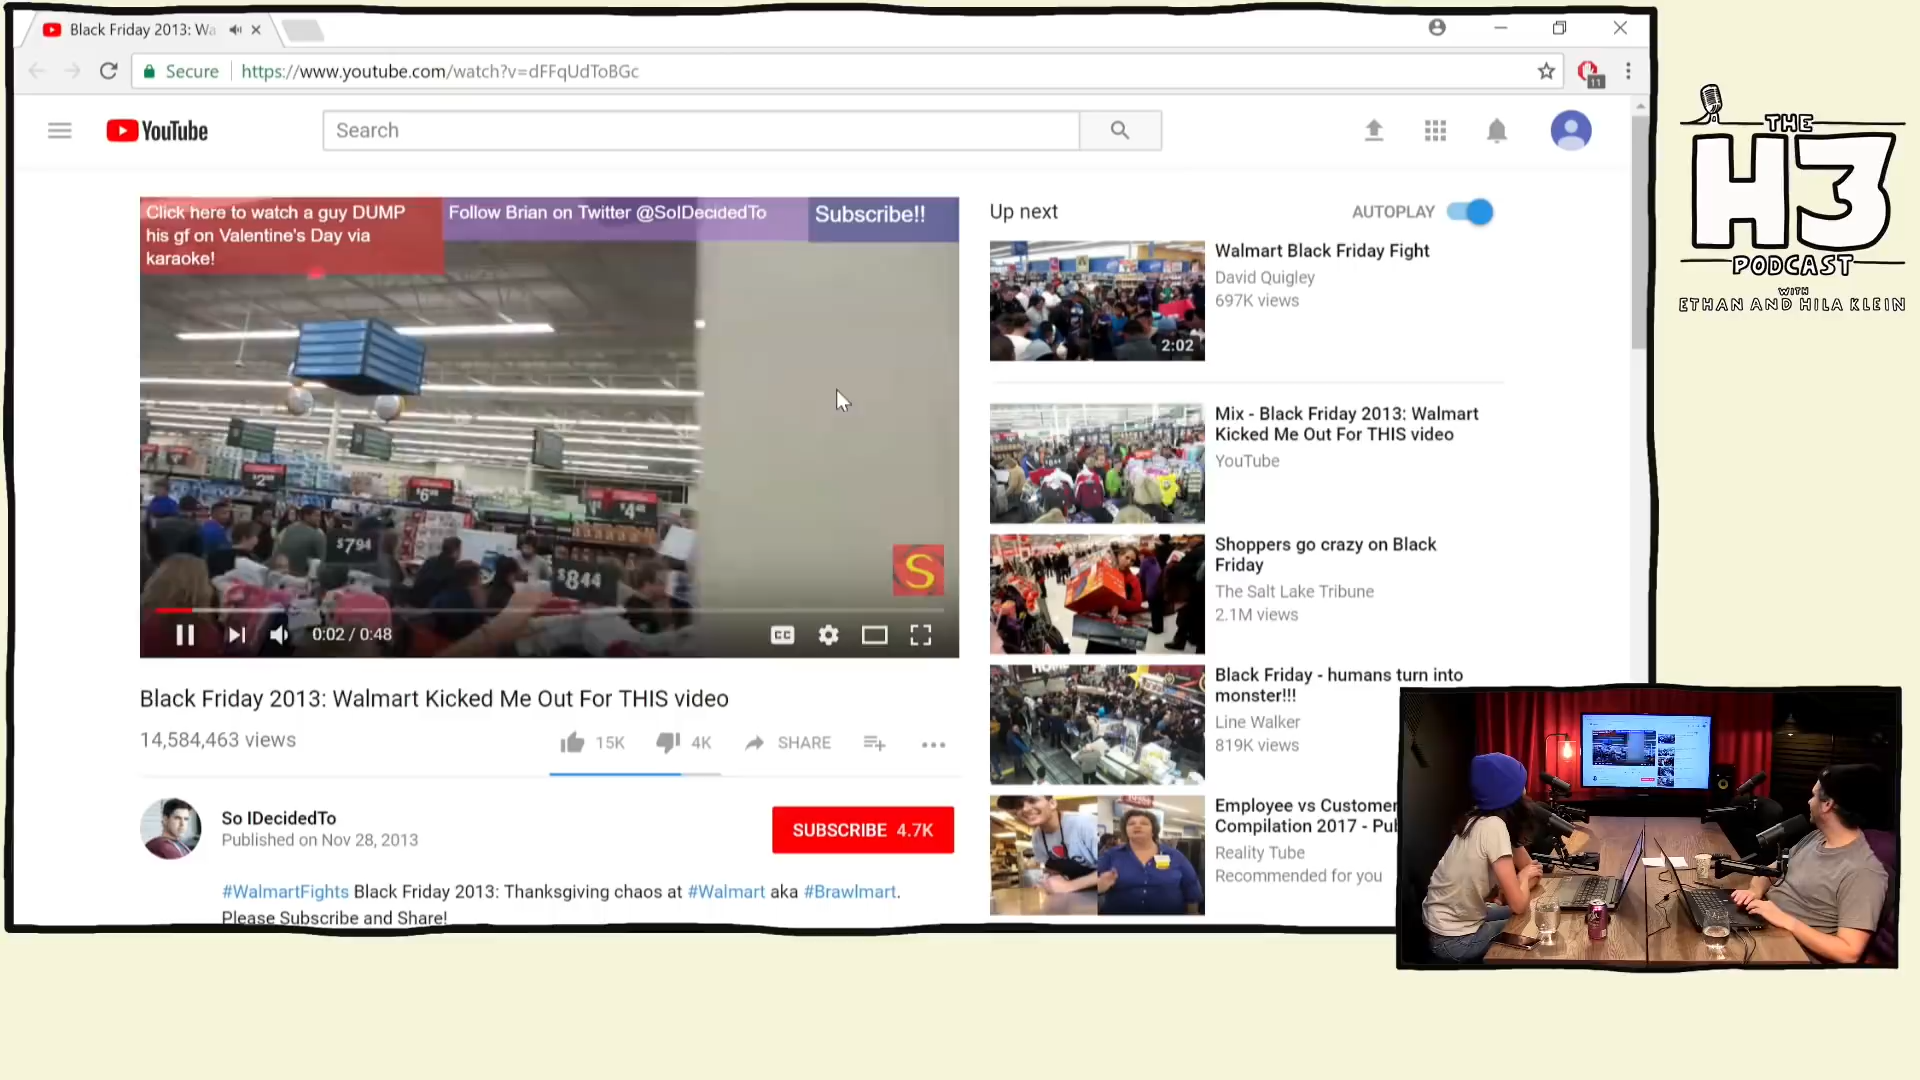 Black Friday 2013: Wa
Secure
https://www.youtube.com/watch?v=dFFqUdToBGc
11
YouTube
Search
THE
H3
PODCAST
WITH
ETHAN AND HILA KLEIN
Click here to watch a guy DUMP
his gf on Valentine's Day via
karaoke!
Follow Brian on Twitter @SoIDecidedTo
Subscribe!!
$794
$844
S
0:02 / 0:48
CC
Black Friday 2013: Walmart Kicked Me Out For THIS video
14,584,463 views
15K
4K
SHARE
So IDecidedTo
Published on Nov 28, 2013
SUBSCRIBE 4.7K
#WalmartFights Black Friday 2013: Thanksgiving chaos at #Walmart aka #Brawlmart.
Please Subscribe and Share!
Up next
AUTOPLAY
Walmart Black Friday Fight
David Quigley
697K views
2:02
Mix - Black Friday 2013: Walmart
Kicked Me Out For THIS video
YouTube
Shoppers go crazy on Black
Friday
The Salt Lake Tribune
2.1M views
Black Friday - humans turn into
monster!!!
Line Walker
819K views
Employee vs Customer
Compilation 2017 - Pub
Reality Tube
Recommended for you